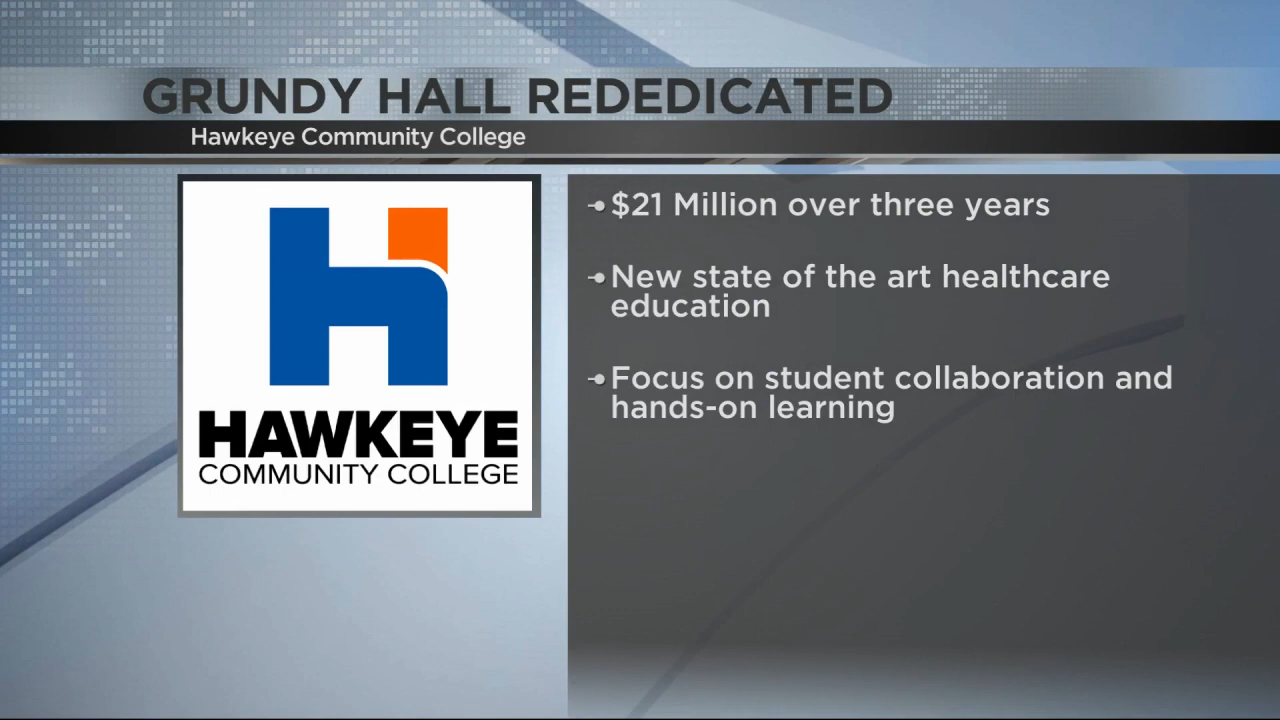 GRUNDY HALL REDEDICATED
Hawkeye Community College
HAWKEYE
COMMUNITY COLLEGE
$21 Million over three years
New state of the art healthcare
education
Focus on student collaboration and
hands-on learning